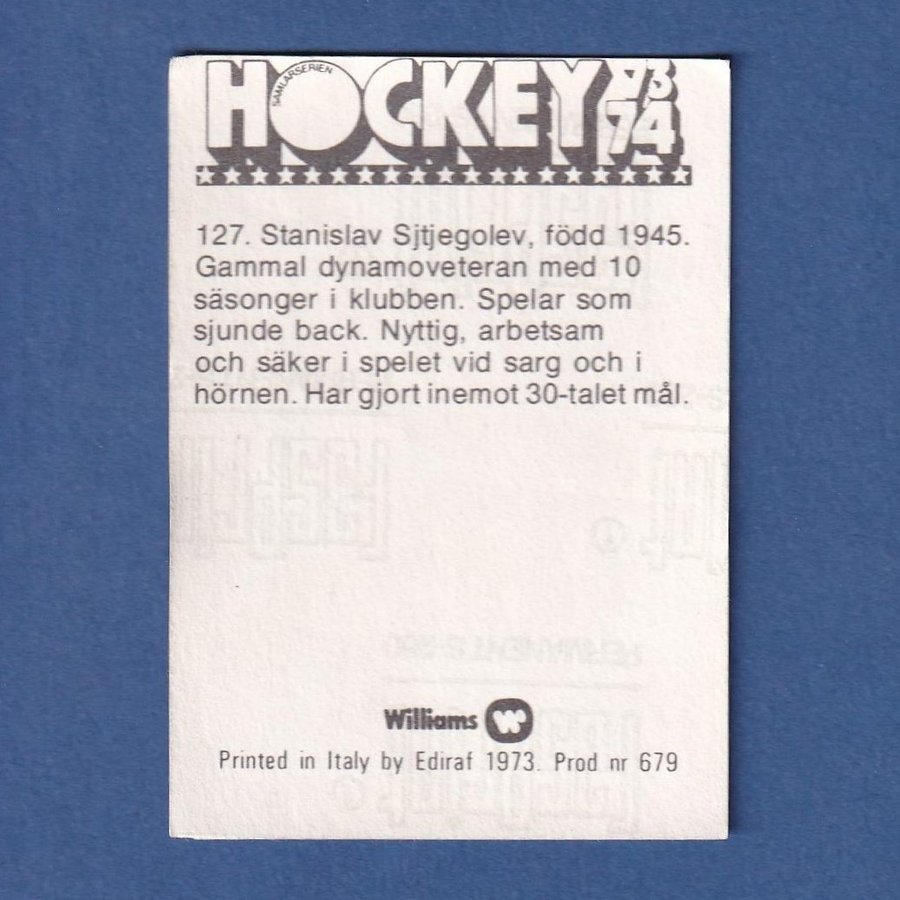 SAMLARSERIEN
HOCKEY 73
74
127. Stanislav Sjtjegolev, född 1945.
Gammal dynamoveteran med 10
säsonger i klubben. Spelar som
sjunde back. Nyttig, arbetsam
och säker i spelet vid sarg och i
hörnen. Har gjort inemot 30-talet mål.
Williams W
Printed in Italy by Ediraf 1973. Prod nr 679